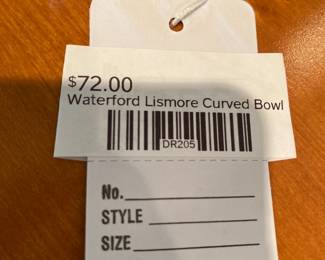 $72.00
Waterford Lismore Curved Bowl
DR205
No.
STYLE
SIZE